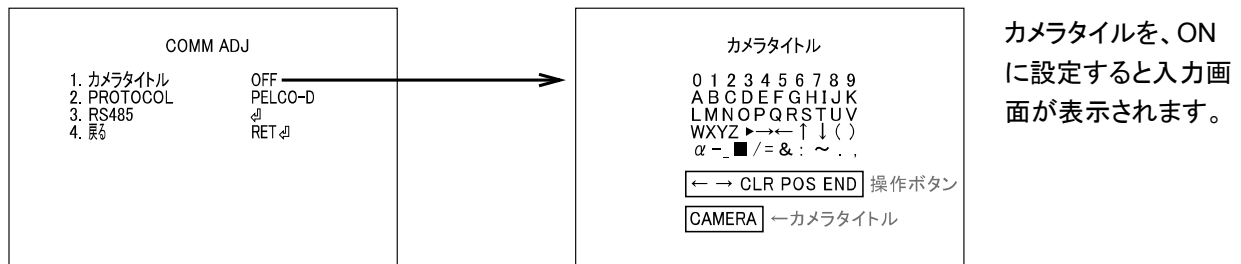 COMM ADJ
1. カメラタイトル OFF
2. PROTOCOL PELCO-D
3. RS485 ⏎
4. 戻る RET⏎
カメラタイトル
0 1 2 3 4 5 6 7 8 9
A B C D E F G H I J K
L M N O P Q R S T U V
WXYZ ▶→←↑↓( )
α −_ ■ / = & : ~ . ,
← → CLR POS END 操作ボタン
CAMERA ←カメラタイトル
カメラタイルを、ON
に設定すると入力画
面が表示されます。